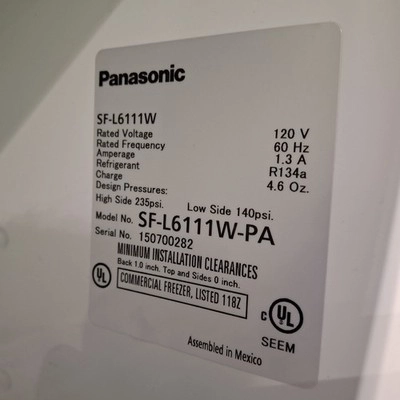 Panasonic
SF-L6111W
Rated Voltage 120 V
Rated Frequency 60 Hz
Amperage 1.3 A
Refrigerant R134a
Charge 4.6 Oz.
Design Pressures:
High Side 235psi. Low Side 140psi.
Model No. SF-L6111W-PA
Serial No. 150700282
MINIMUM INSTALLATION CLEARANCES
Back 1.0 inch. Top and Sides 0 inch.
UL COMMERCIAL FREEZER, LISTED 118Z
c UL
SEEM
Assembled in Mexico